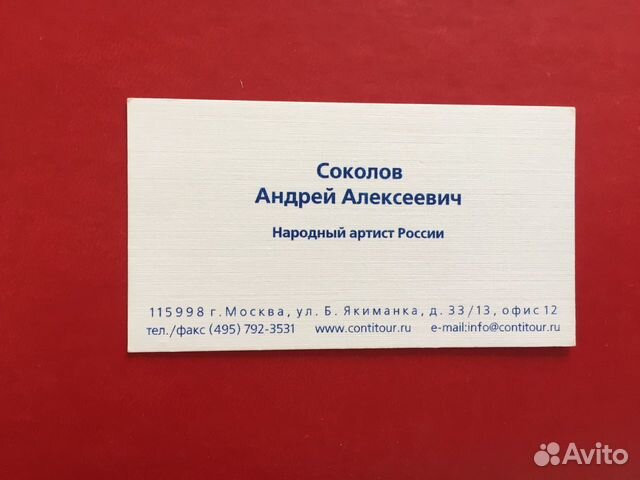 Соколов
Андрей Алексеевич
Народный артист России
115998 г. Москва, ул. Б. Якиманка, д. 33/13, офис 12
тел./факс (495) 792-3531 www.contitour.ru e-mail:info@contitour.ru
Avito